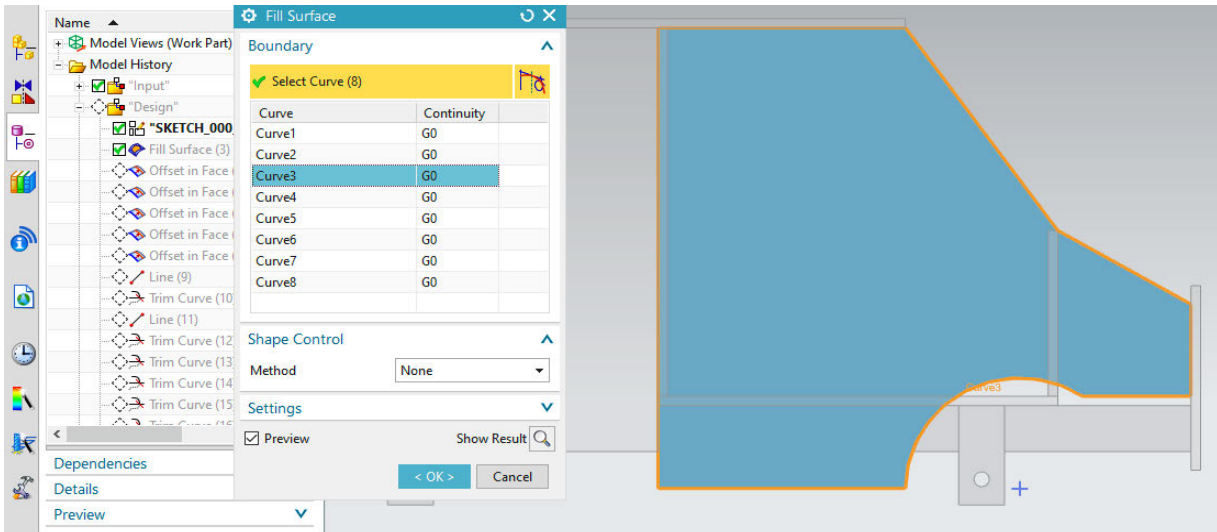 Name
Model Views (Work Part)
Model History
"Input"
"Design"
"SKETCH_000_
Fill Surface (3)
Offset in Face
Offset in Face
Offset in Face
Offset in Face
Offset in Face
Line (9)
Trim Curve (10
Line (11)
Trim Curve (12
Trim Curve (13
Trim Curve (14
Trim Curve (15
Dependencies
Details
Preview
Fill Surface
Boundary
Select Curve (8)
Curve Continuity
Curve1 G0
Curve2 G0
Curve3 G0
Curve4 G0
Curve5 G0
Curve6 G0
Curve7 G0
Curve8 G0
Shape Control
Method None
Settings
Preview Show Result
< OK > Cancel
Curve3